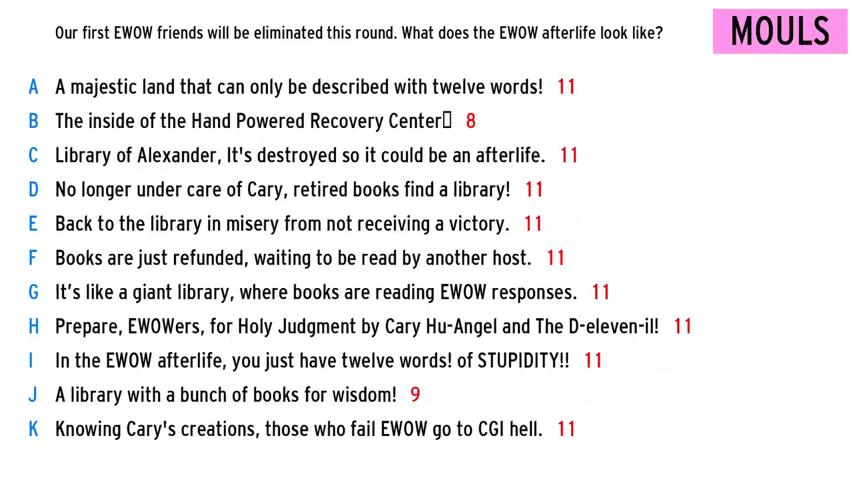 Our first EWOW friends will be eliminated this round. What does the EWOW afterlife look like?
MOULS
A A majestic land that can only be described with twelve words! 11
B The inside of the Hand Powered Recovery Center▯ 8
C Library of Alexander, It's destroyed so it could be an afterlife. 11
D No longer under care of Cary, retired books find a library! 11
E Back to the library in misery from not receiving a victory. 11
F Books are just refunded, waiting to be read by another host. 11
G It’s like a giant library, where books are reading EWOW responses. 11
H Prepare, EWOWers, for Holy Judgment by Cary Hu-Angel and The D-eleven-il! 11
I In the EWOW afterlife, you just have twelve words! of STUPIDITY!! 11
J A library with a bunch of books for wisdom! 9
K Knowing Cary's creations, those who fail EWOW go to CGI hell. 11